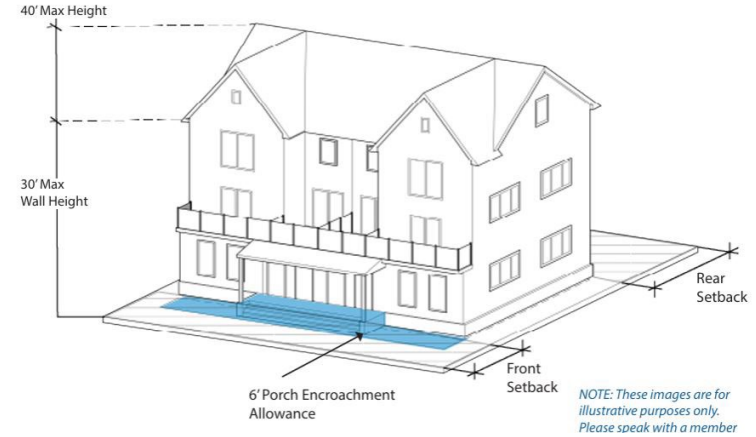 40' Max Height
30' Max
Wall Height
Rear
Setback
Front
Setback
6' Porch Encroachment
Allowance
NOTE: These images are for
illustrative purposes only.
Please speak with a member